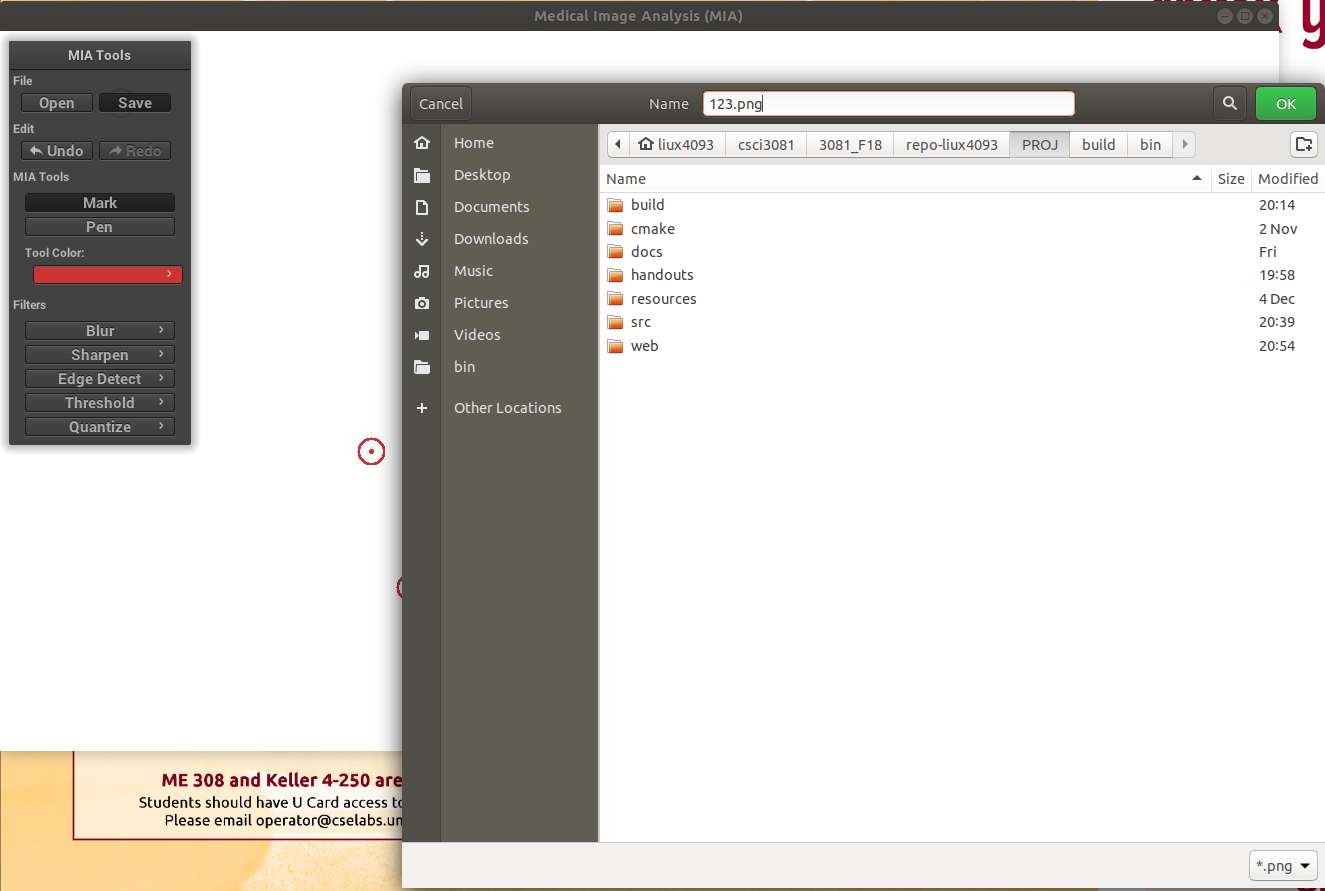 Medical Image Analysis (MIA)
MIA Tools
File
Open Save
Edit
Undo Redo
MIA Tools
Mark
Pen
Tool Color:
Filters
Blur
Sharpen
Edge Detect
Threshold
Quantize
Cancel Name 123.png OK
Home
Desktop
Documents
Downloads
Music
Pictures
Videos
bin
Other Locations
liux4093 csci3081 3081_F18 repo-liux4093 PROJ build bin
Name Size Modified
build 20:14
cmake 2 Nov
docs Fri
handouts 19:58
resources 4 Dec
src 20:39
web 20:54
*.png
ME 308 and Keller 4-250 are
Students should have U Card access to
Please email operator@cselabs.um